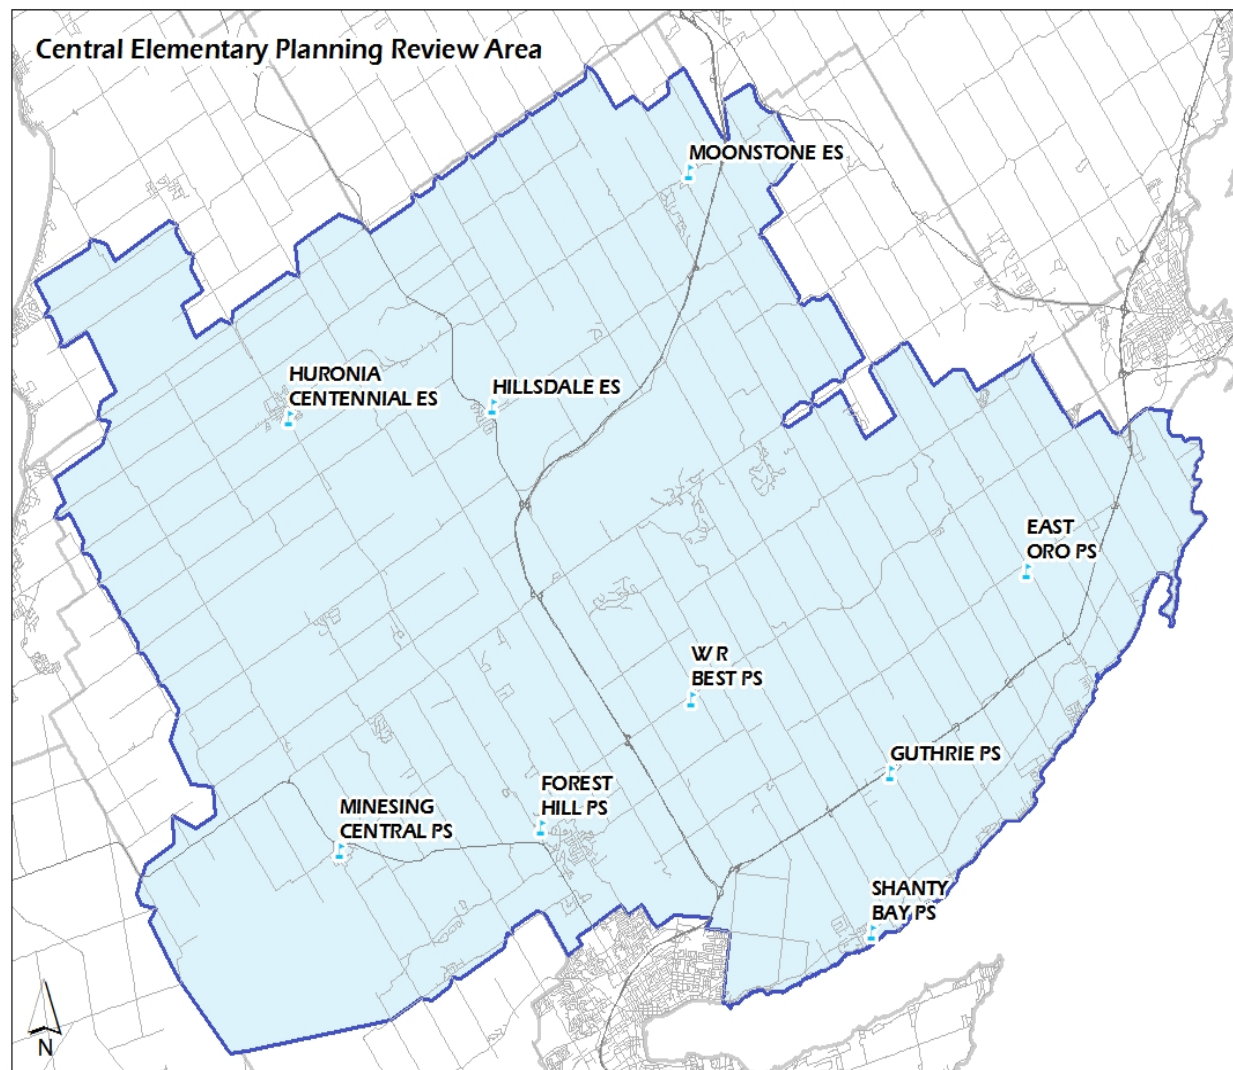 Central Elementary Planning Review Area
MOONSTONE ES
HURONIA
CENTENNIAL ES
HILLSDALE ES
EAST
ORO PS
W R
BEST PS
GUTHRIE PS
FOREST
HILL PS
MINESING
CENTRAL PS
SHANTY
BAY PS
N